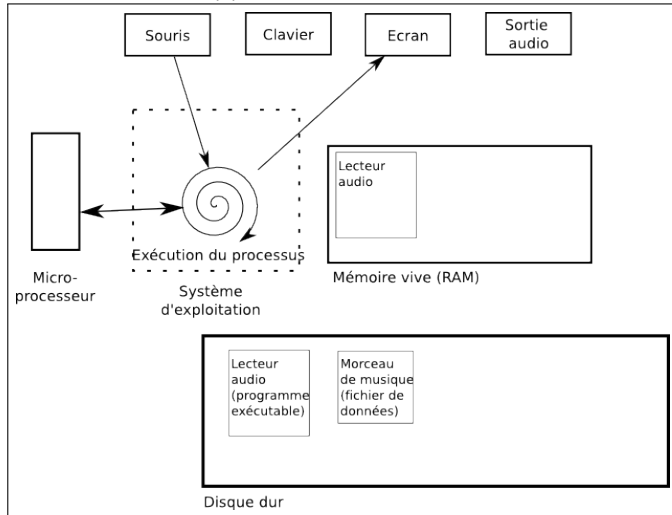 Souris
Clavier
Ecran
Sortie
audio
Lecteur
audio
Exécution du processus
Micro-
processeur
Système
d'exploitation
Mémoire vive (RAM)
Lecteur
audio
(programme
exécutable)
Morceau
de musique
(fichier de
données)
Disque dur